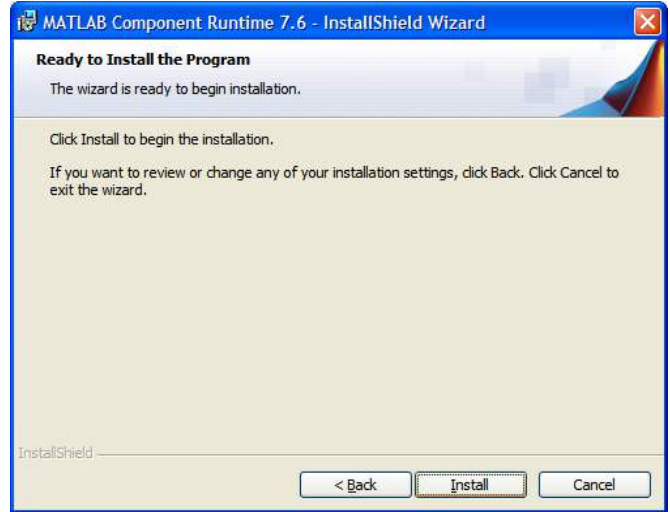 MATLAB Component Runtime 7.6 - InstallShield Wizard
Ready to Install the Program
The wizard is ready to begin installation.
Click Install to begin the installation.
If you want to review or change any of your installation settings, click Back. Click Cancel to
exit the wizard.
InstallShield
< Back
Install
Cancel